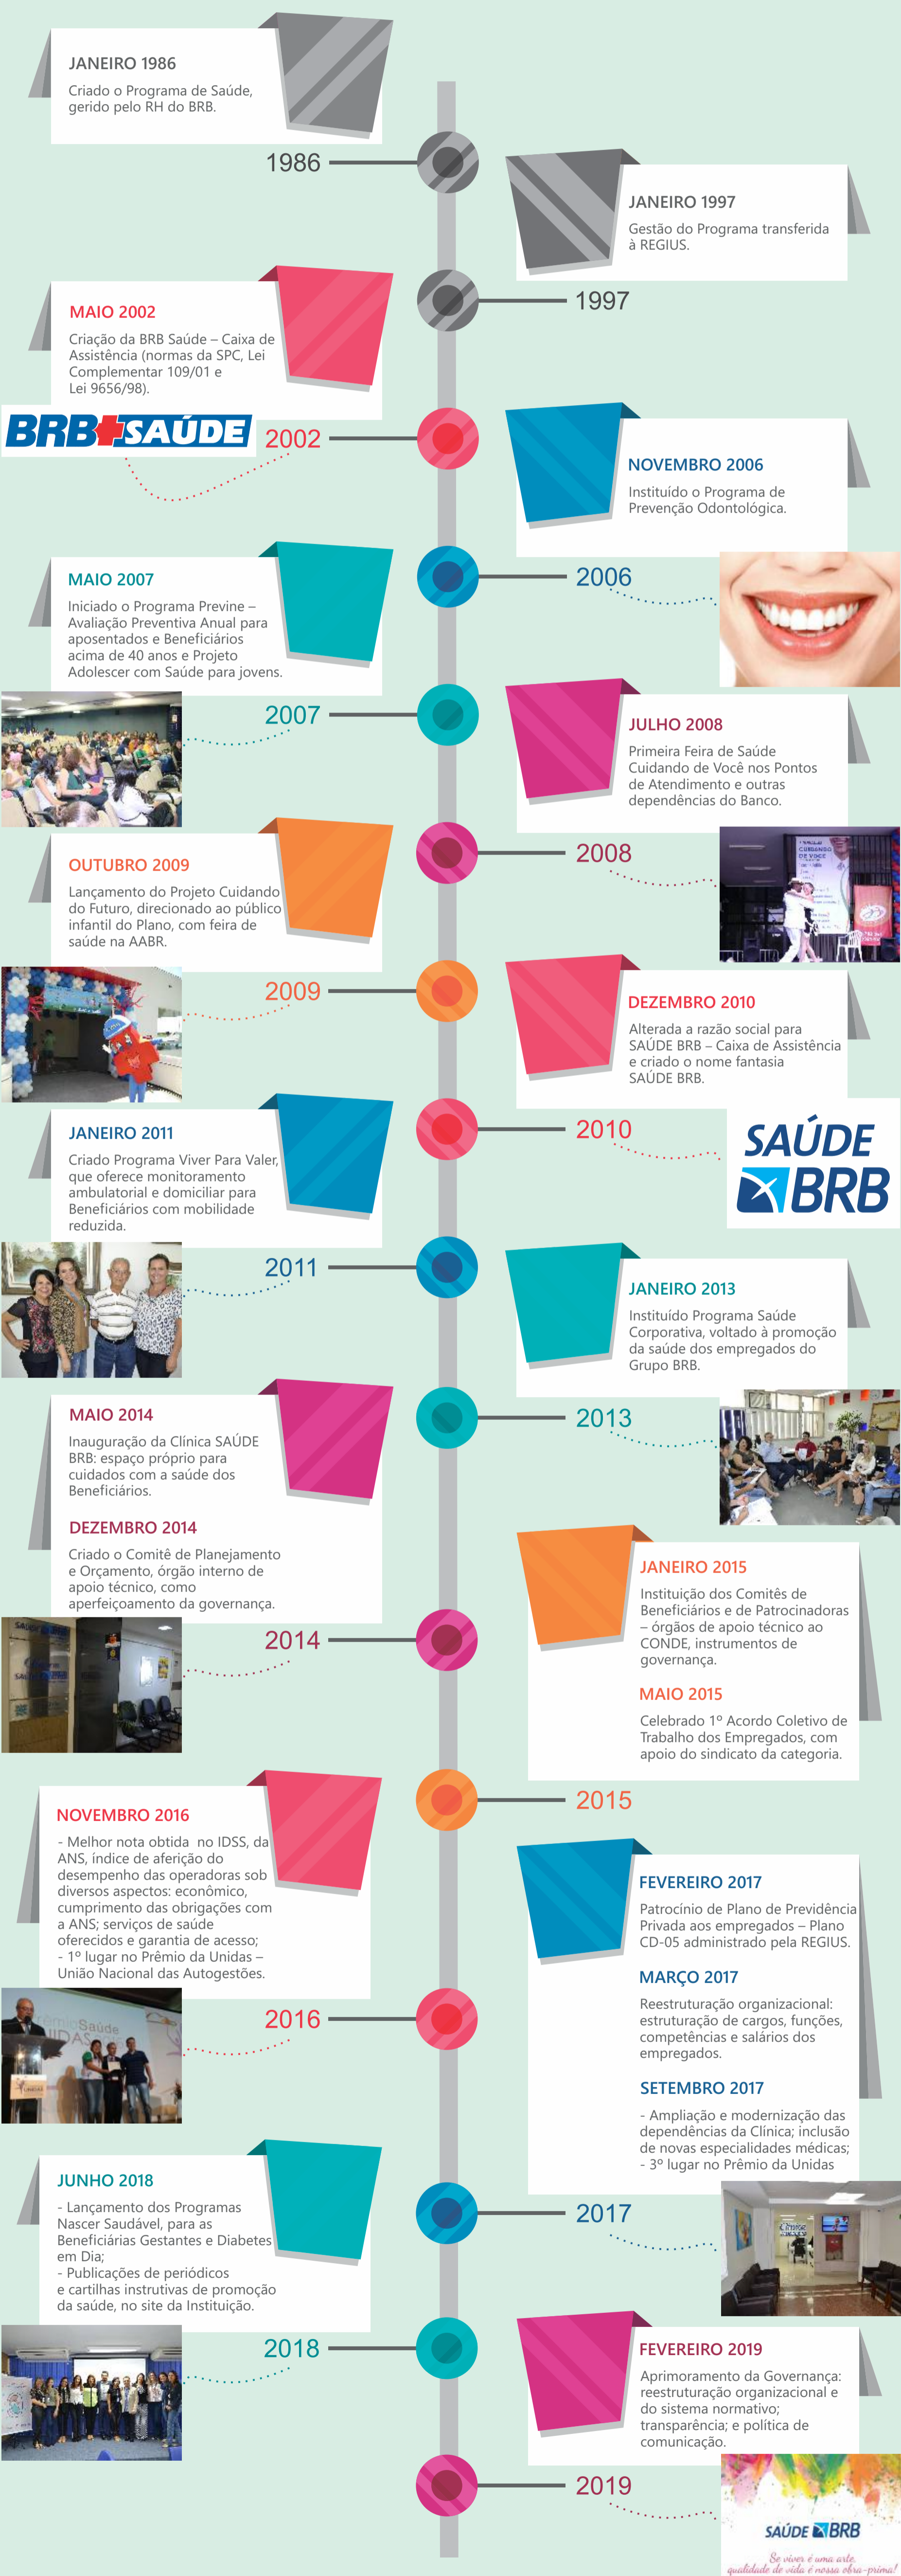 JANEIRO 1986
Criado o Programa de Saúde,
gerido pelo RH do BRB.
1986
JANEIRO 1997
Gestão do Programa transferida
à REGIUS.
1997
MAIO 2002
Criação da BRB Saúde – Caixa de
Assistência (normas da SPC, Lei
Complementar 109/01 e
Lei 9656/98).
BRB SAÚDE
2002
NOVEMBRO 2006
Instituído o Programa de
Prevenção Odontológica.
2006
MAIO 2007
Iniciado o Programa Previne –
Avaliação Preventiva Anual para
aposentados e Beneficiários
acima de 40 anos e Projeto
Adolescer com Saúde para jovens.
2007
JULHO 2008
Primeira Feira de Saúde
Cuidando de Você nos Pontos
de Atendimento e outras
dependências do Banco.
2008
CUIDANDO
DE VOCÊ
OUTUBRO 2009
Lançamento do Projeto Cuidando
do Futuro, direcionado ao público
infantil do Plano, com feira de
saúde na AABR.
2009
DEZEMBRO 2010
Alterada a razão social para
SAÚDE BRB – Caixa de Assistência
e criado o nome fantasia
SAÚDE BRB.
2010
SAÚDE
BRB
JANEIRO 2011
Criado Programa Viver Para Valer,
que oferece monitoramento
ambulatorial e domiciliar para
Beneficiários com mobilidade
reduzida.
2011
JANEIRO 2013
Instituído Programa Saúde
Corporativa, voltado à promoção
da saúde dos empregados do
Grupo BRB.
2013
MAIO 2014
Inauguração da Clínica SAÚDE
BRB: espaço próprio para
cuidados com a saúde dos
Beneficiários.
DEZEMBRO 2014
Criado o Comitê de Planejamento
e Orçamento, órgão interno de
apoio técnico, como
aperfeiçoamento da governança.
2014
JANEIRO 2015
Instituição dos Comitês de
Beneficiários e de Patrocinadoras
– órgãos de apoio técnico ao
CONDE, instrumentos de
governança.
MAIO 2015
Celebrado 1º Acordo Coletivo de
Trabalho dos Empregados, com
apoio do sindicato da categoria.
2015
NOVEMBRO 2016
- Melhor nota obtida no IDSS, da
ANS, índice de aferição do
desempenho das operadoras sob
diversos aspectos: econômico,
cumprimento das obrigações com
a ANS; serviços de saúde
oferecidos e garantia de acesso;
- 1º lugar no Prêmio da Unidas –
União Nacional das Autogestões.
2016
FEVEREIRO 2017
Patrocínio de Plano de Previdência
Privada aos empregados – Plano
CD-05 administrado pela REGIUS.
MARÇO 2017
Reestruturação organizacional:
estruturação de cargos, funções,
competências e salários dos
empregados.
SETEMBRO 2017
- Ampliação e modernização das
dependências da Clínica; inclusão
de novas especialidades médicas;
- 3º lugar no Prêmio da Unidas
2017
JUNHO 2018
- Lançamento dos Programas
Nascer Saudável, para as
Beneficiárias Gestantes e Diabetes
em Dia;
- Publicações de periódicos
e cartilhas instrutivas de promoção
da saúde, no site da Instituição.
2018
FEVEREIRO 2019
Aprimoramento da Governança:
reestruturação organizacional e
do sistema normativo;
transparência; e política de
comunicação.
2019
SAÚDE BRB
Se viver é uma arte,
qualidade de vida é nossa obra-prima!